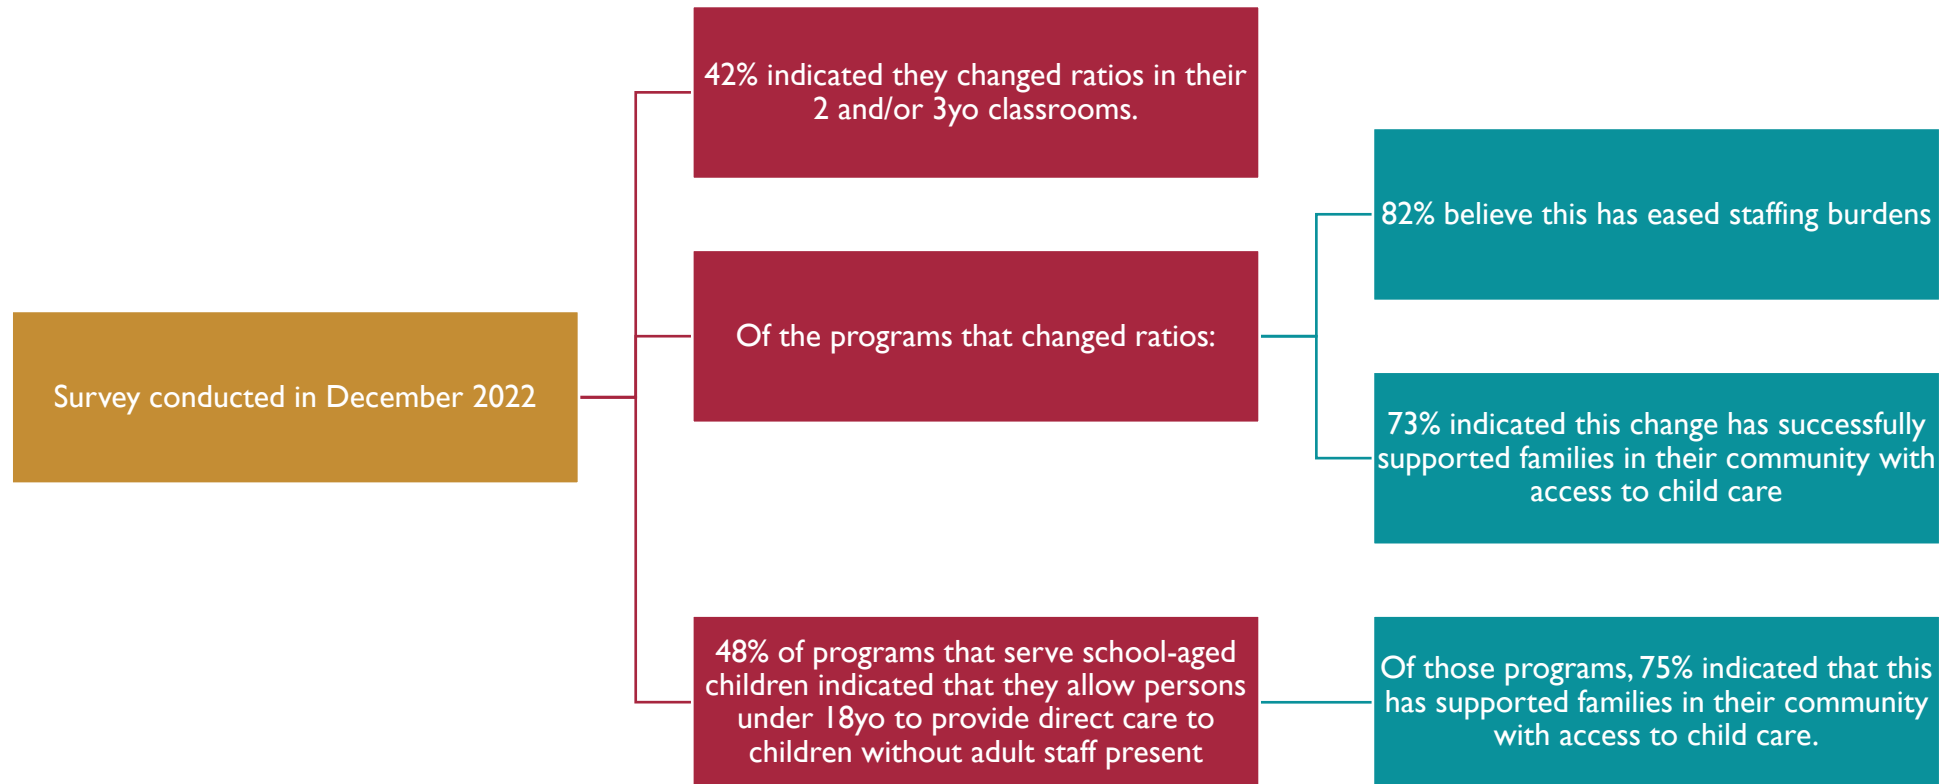 Survey conducted in December 2022
42% indicated they changed ratios in their
2 and/or 3yo classrooms.
Of the programs that changed ratios:
82% believe this has eased staffing burdens
73% indicated this change has successfully
supported families in their community with
access to child care
48% of programs that serve school-aged
children indicated that they allow persons
under 18yo to provide direct care to
children without adult staff present
Of those programs, 75% indicated that this
has supported families in their community
with access to child care.